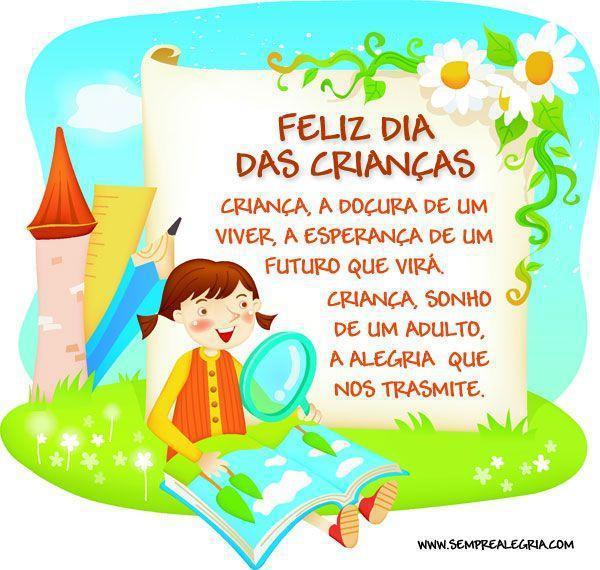 FELIZ DIA
DAS CRIANÇAS
CRIANÇA, A DOÇURA DE UM
VIVER, A ESPERANÇA DE UM
FUTURO QUE VIRÁ.
CRIANÇA, SONHO
DE UM ADULTO,
A ALEGRIA QUE
NOS TRASMITE.
WWW.SEMPREALEGRIA.COM